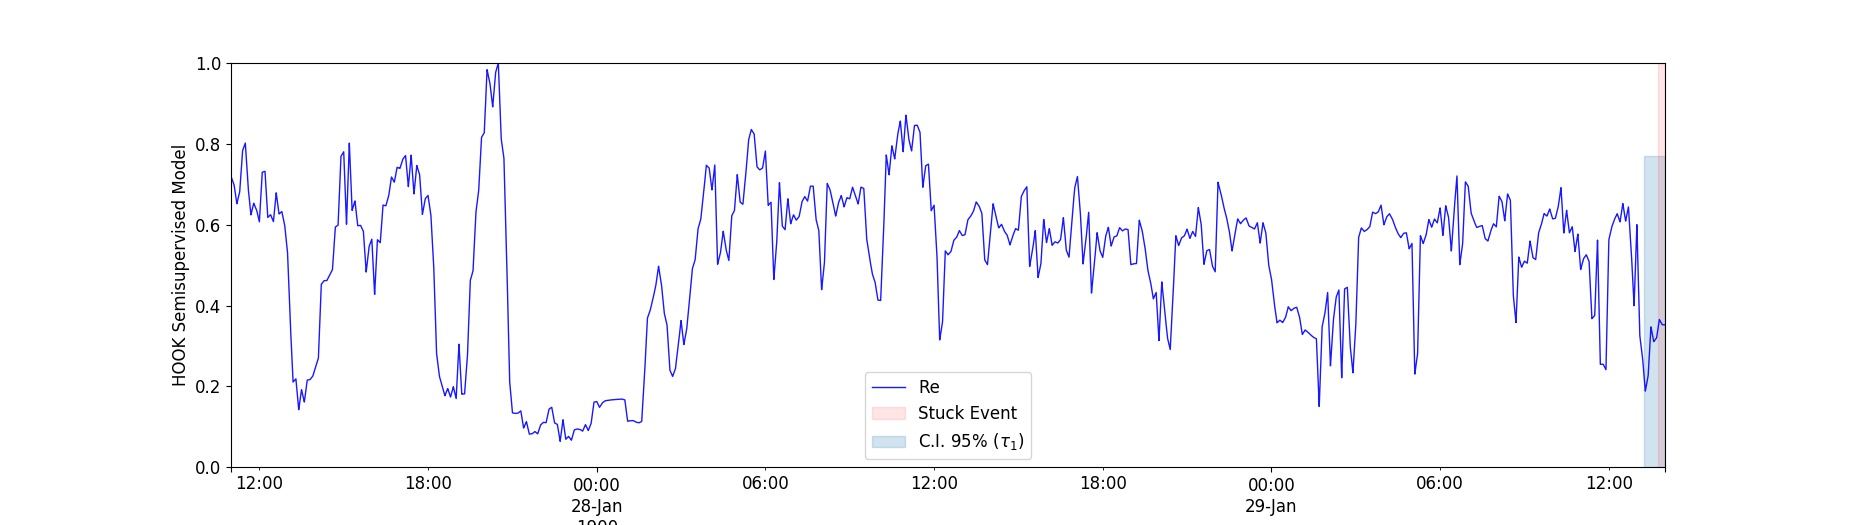 HOOK Semisupervised Model
1.0
0.8
0.6
0.4
0.2
0.0
12:00 18:00 00:00 06:00 12:00 18:00 00:00 06:00 12:00
28-Jan 29-Jan
1900
Re
Stuck Event
C.I. 95% (τ₁)